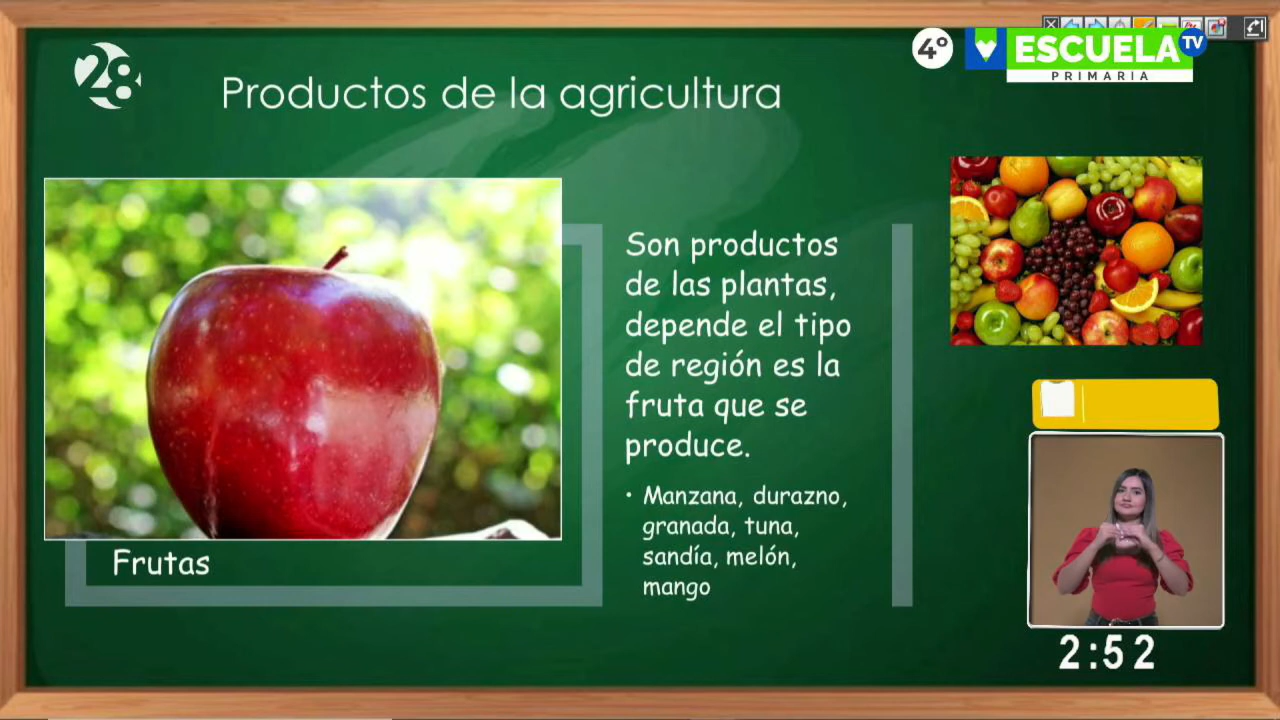 28
4°
ESCUELA TV
PRIMARIA
Productos de la agricultura
Son productos
de las plantas,
depende el tipo
de región es la
fruta que se
produce.
• Manzana, durazno,
granada, tuna,
sandía, melón,
mango
Frutas
2:52